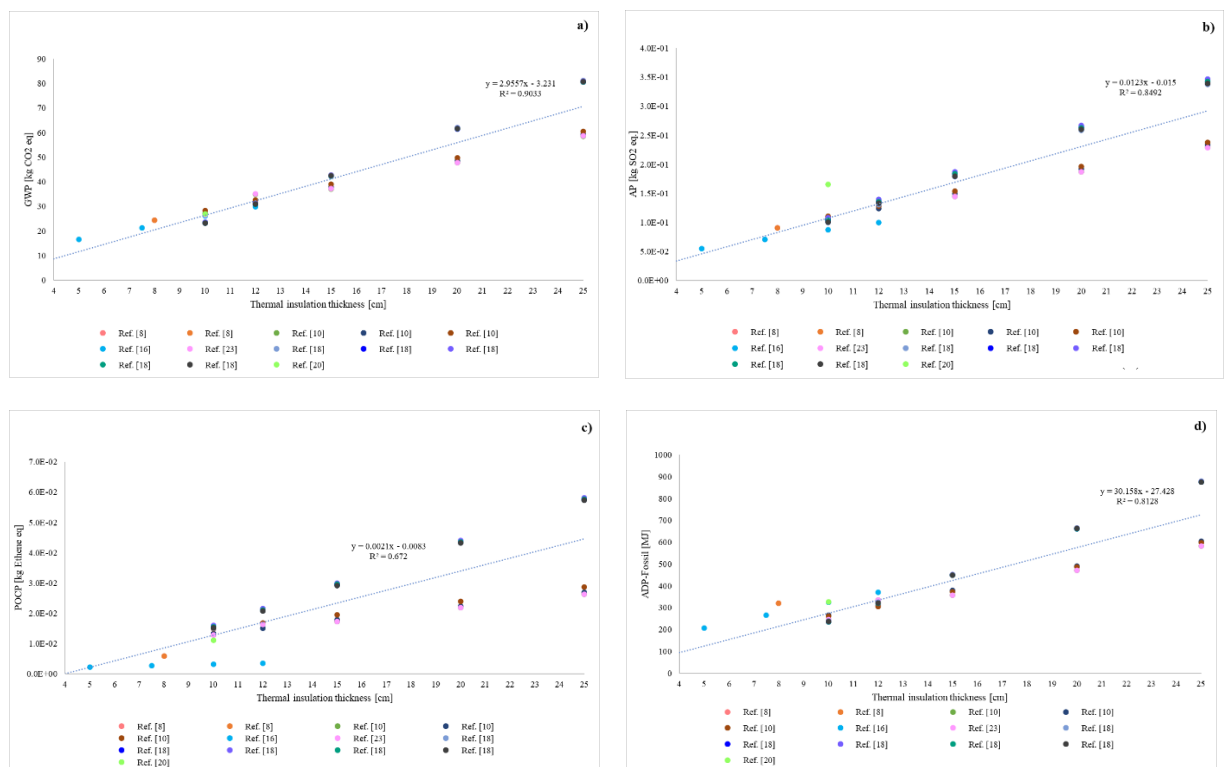 a)
90
80
70
60
50
40
30
20
10
0
GWP [kg CO2 eq]
y = 2.9557x - 3.231
R² = 0.9033
4 5 6 7 8 9 10 11 12 13 14 15 16 17 18 19 20 21 22 23 24 25
Thermal insulation thickness [cm]
Ref. [8] Ref. [8] Ref. [10] Ref. [10] Ref. [10]
Ref. [16] Ref. [23] Ref. [18] Ref. [18] Ref. [18]
Ref. [18] Ref. [18] Ref. [20]
b)
4.0E-01
3.5E-01
3.0E-01
2.5E-01
2.0E-01
1.5E-01
1.0E-01
5.0E-02
0.0E+00
AP [kg SO2 eq.]
y = 0.0123x - 0.015
R² = 0.8492
4 5 6 7 8 9 10 11 12 13 14 15 16 17 18 19 20 21 22 23 24 25
Thermal insulation thickness [cm]
Ref. [8] Ref. [8] Ref. [10] Ref. [10] Ref. [10]
Ref. [16] Ref. [23] Ref. [18] Ref. [18] Ref. [18]
Ref. [18] Ref. [18] Ref. [20]
c)
7.0E-02
6.0E-02
5.0E-02
4.0E-02
3.0E-02
2.0E-02
1.0E-02
0.0E+00
POCP [kg Ethene eq]
y = 0.0021x - 0.0083
R² = 0.672
4 5 6 7 8 9 10 11 12 13 14 15 16 17 18 19 20 21 22 23 24 25
Thermal insulation thickness [cm]
Ref. [8] Ref. [8] Ref. [10] Ref. [10]
Ref. [10] Ref. [16] Ref. [23] Ref. [18]
Ref. [18] Ref. [18] Ref. [18] Ref. [18]
Ref. [20]
d)
1000
900
800
700
600
500
400
300
200
100
0
ADP-Fossil [MJ]
y = 30.158x - 27.428
R² = 0.8128
4 5 6 7 8 9 10 11 12 13 14 15 16 17 18 19 20 21 22 23 24 25
Thermal insulation thickness [cm]
Ref. [8] Ref. [8] Ref. [10] Ref. [10]
Ref. [10] Ref. [16] Ref. [23] Ref. [18]
Ref. [18] Ref. [18] Ref. [18] Ref. [18]
Ref. [20]